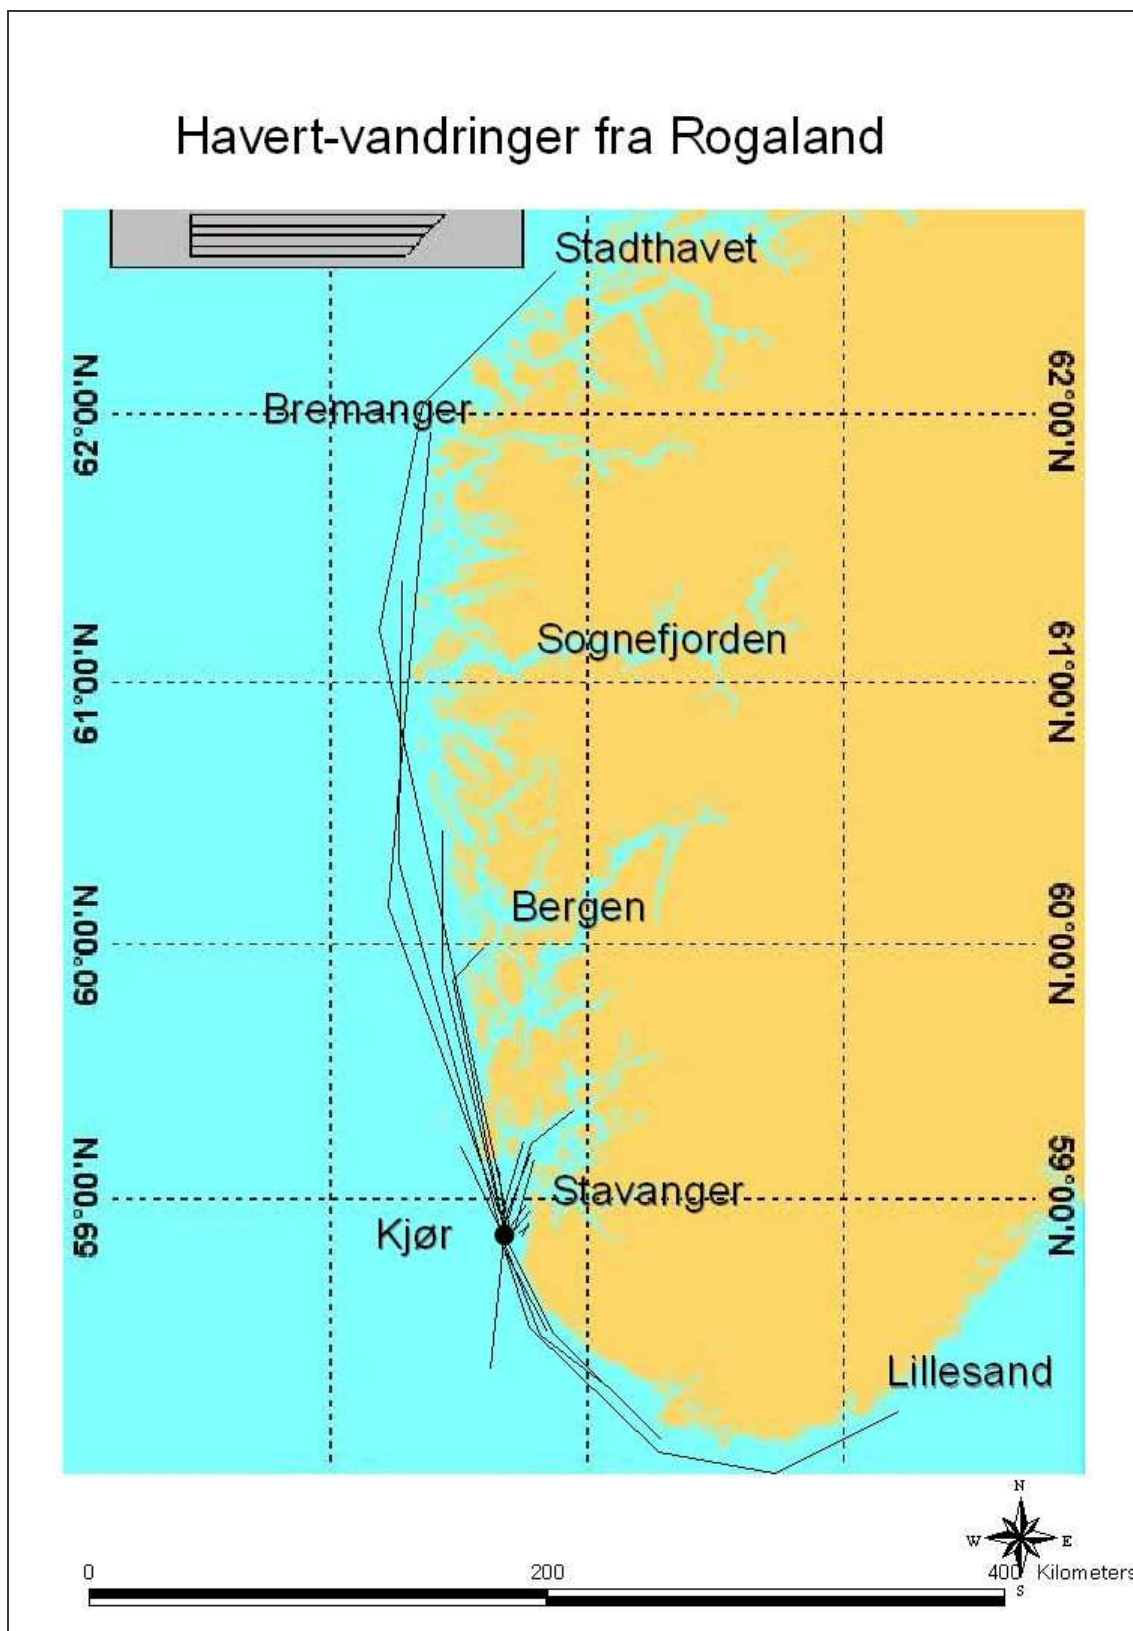 Havert-vandringer fra Rogaland
Stadthavet
62°00'N
62°00'N
Bremanger
61°00'N
Sognefjorden
61°00'N
60°00'N
Bergen
60°00'N
59°00'N
Stavanger
59°00'N
Kjør
Lillesand
N
W E
S
0 200 400 Kilometers